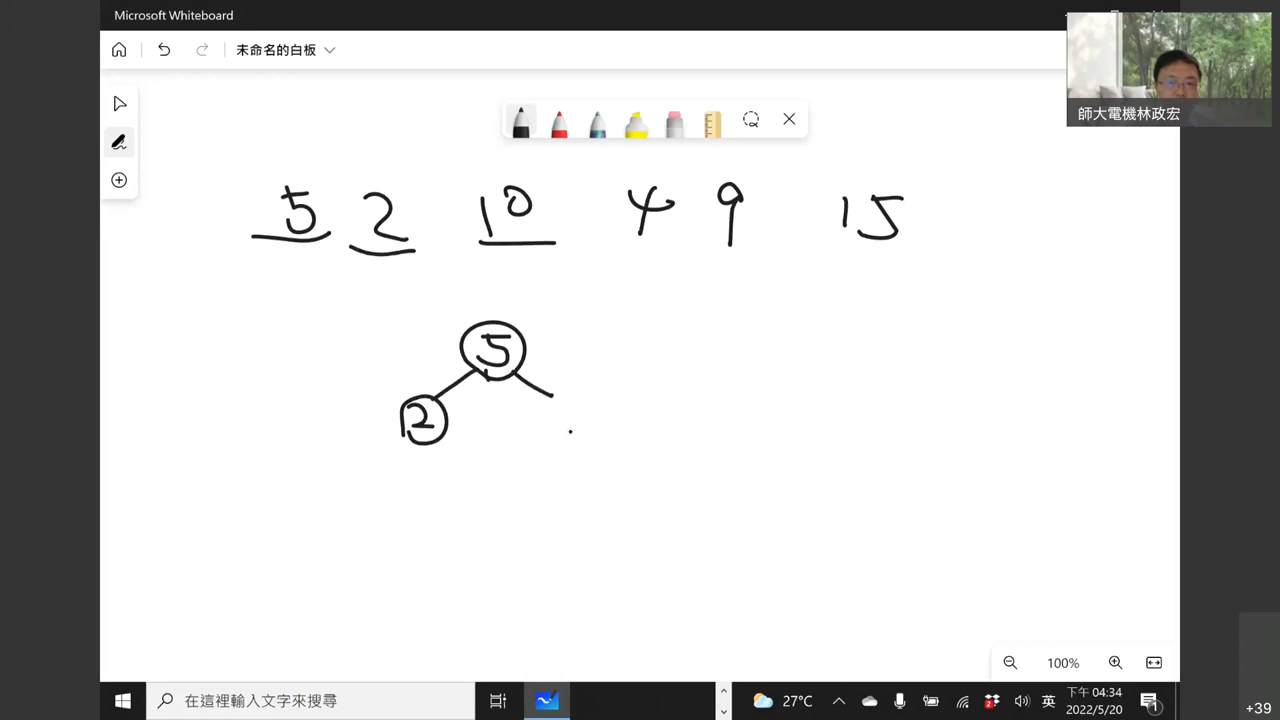 Microsoft Whiteboard
未命名的白板
師大電機林政宏
5 2 10 4 9 15
5
2
100%
在這裡輸入文字來搜尋
2
27°C
英
下午 04:34
2022/5/20
1
+39